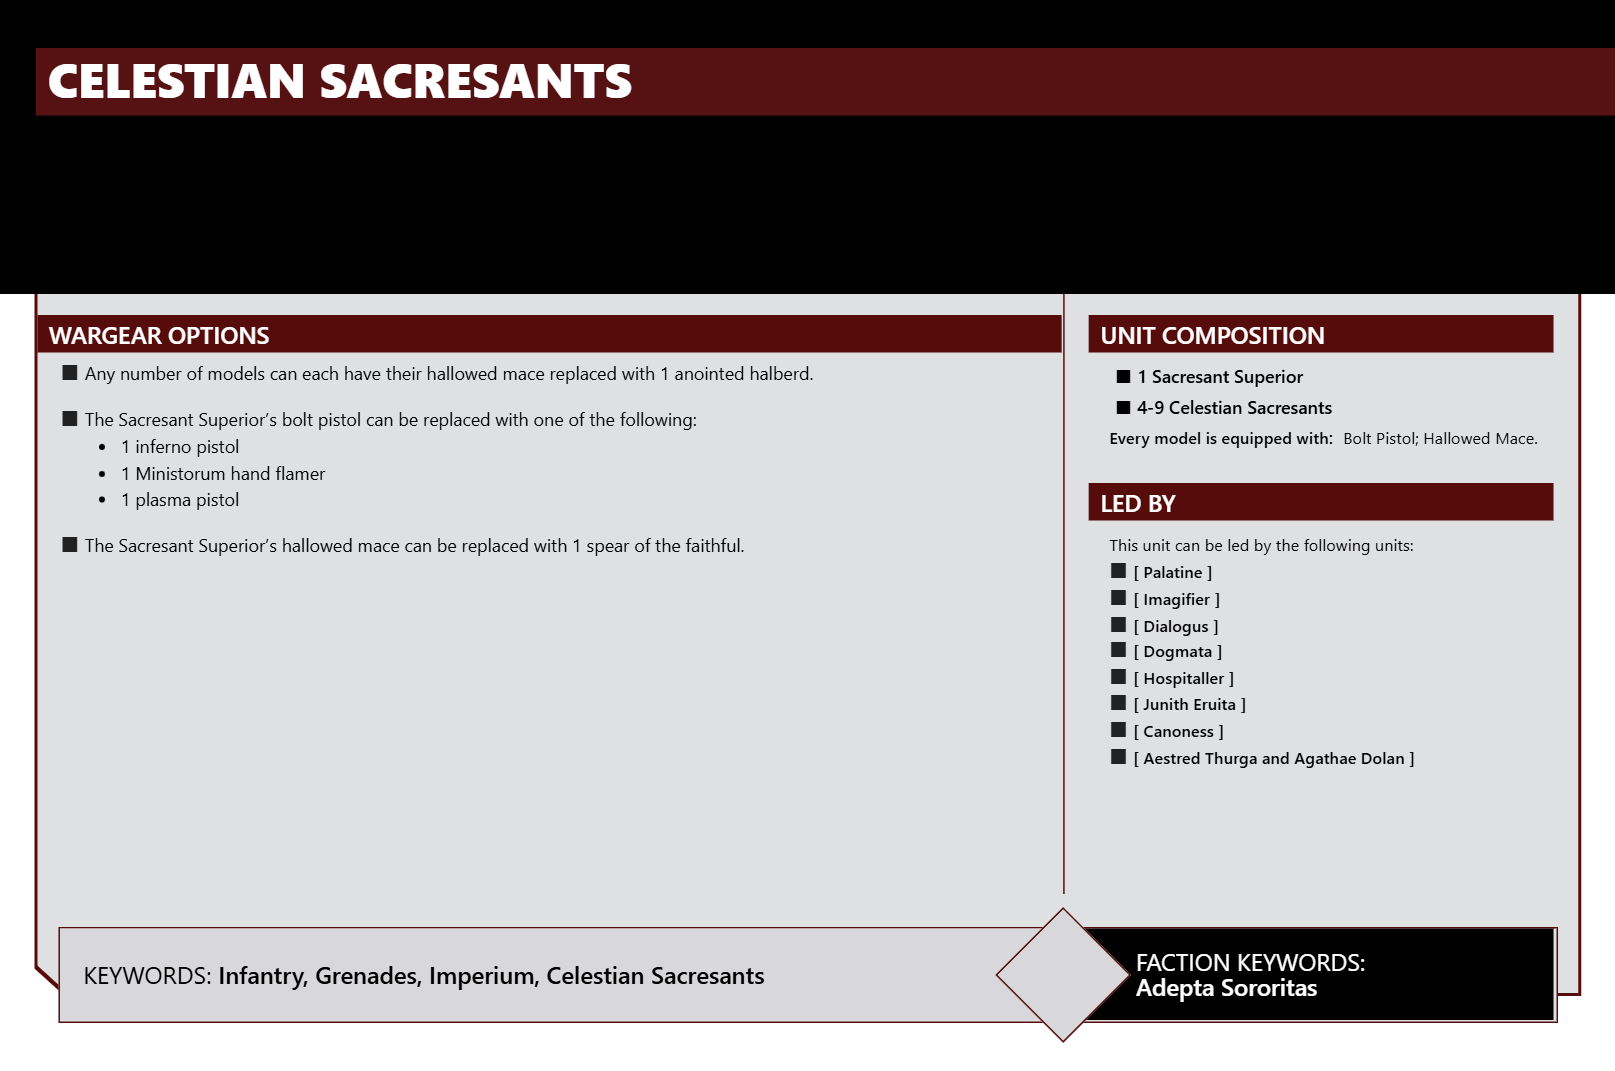 CELESTIAN SACRESANTS
WARGEAR OPTIONS
Any number of models can each have their hallowed mace replaced with 1 anointed halberd.
The Sacresant Superior’s bolt pistol can be replaced with one of the following:
1 inferno pistol
1 Ministorum hand flamer
1 plasma pistol
The Sacresant Superior’s hallowed mace can be replaced with 1 spear of the faithful.
UNIT COMPOSITION
1 Sacresant Superior
4-9 Celestian Sacresants
Every model is equipped with: Bolt Pistol; Hallowed Mace.
LED BY
This unit can be led by the following units:
[ Palatine ]
[ Imagifier ]
[ Dialogus ]
[ Dogmata ]
[ Hospitaller ]
[ Junith Eruita ]
[ Canoness ]
[ Aestred Thurga and Agathae Dolan ]
KEYWORDS: Infantry, Grenades, Imperium, Celestian Sacresants
FACTION KEYWORDS:
Adepta Sororitas